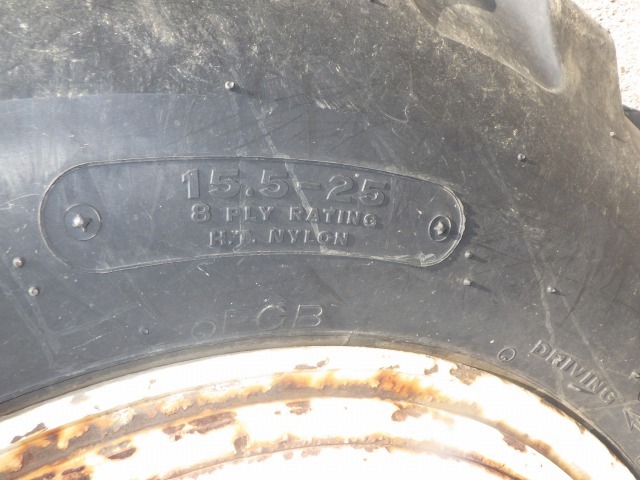 15.5-25
8 PLY RATING
H.T. NYLON
CB
DRIVING